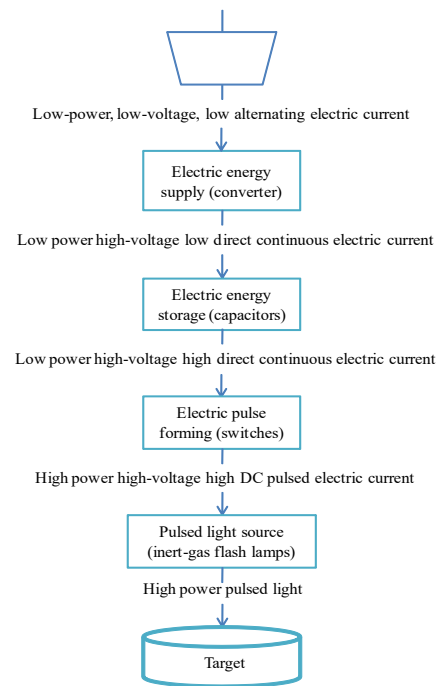 Low-power, low-voltage, low alternating electric current
Electric energy
supply (converter)
Low power high-voltage low direct continuous electric current
Electric energy
storage (capacitors)
Low power high-voltage high direct continuous electric current
Electric pulse
forming (switches)
High power high-voltage high DC pulsed electric current
Pulsed light source
(inert-gas flash lamps)
High power pulsed light
Target